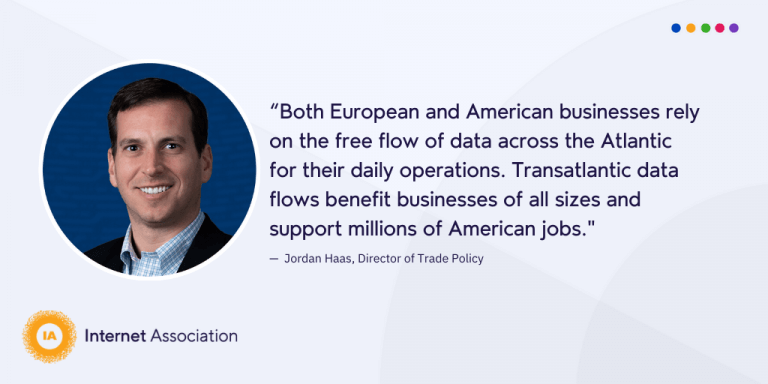 “Both European and American businesses rely
on the free flow of data across the Atlantic
for their daily operations. Transatlantic data
flows benefit businesses of all sizes and
support millions of American jobs."
— Jordan Haas, Director of Trade Policy
IA
Internet Association